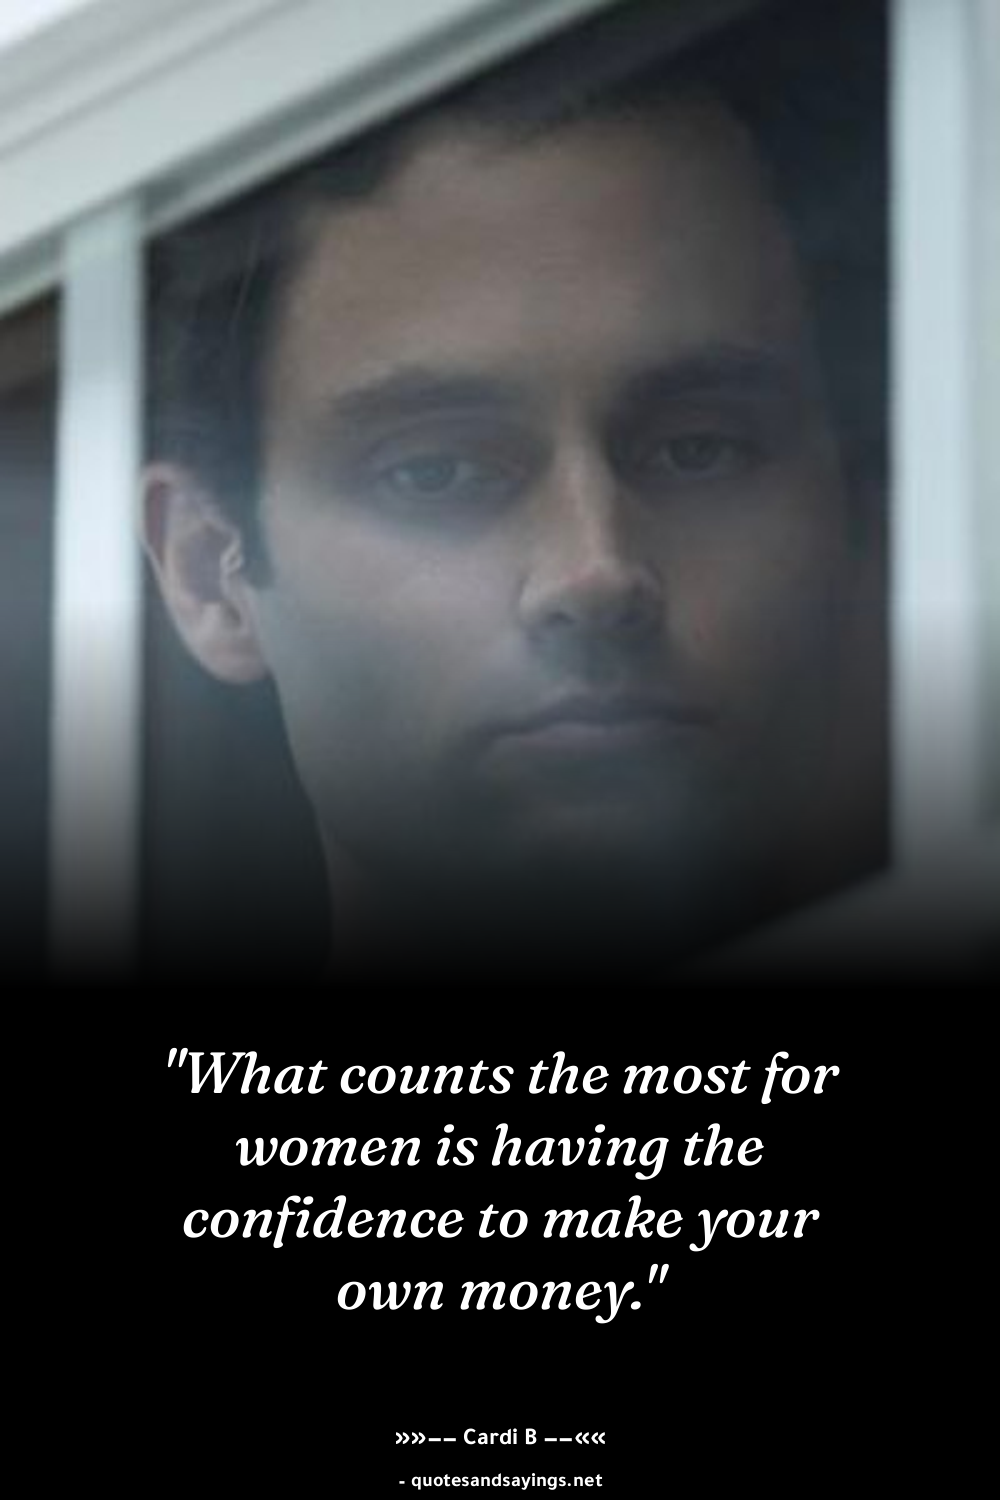 "What counts the most for
women is having the
confidence to make your
own money."
»»−− Cardi B −−««
- quotesandsayings.net